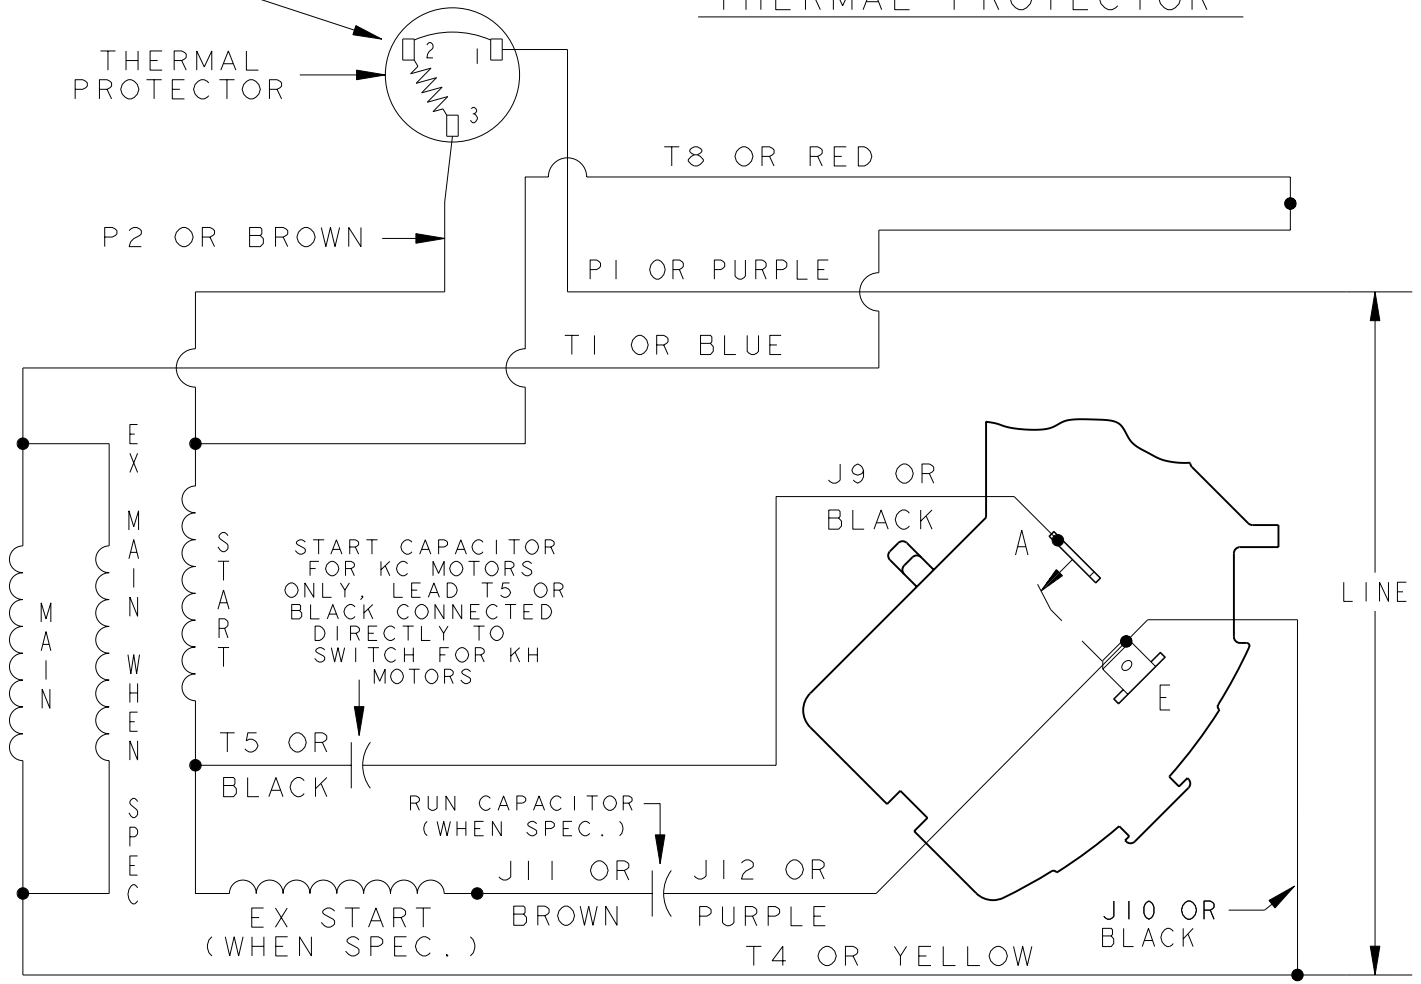 THERMAL PROTECTOR
THERMAL
PROTECTOR
2
1
3
T8 OR RED
P2 OR BROWN
P1 OR PURPLE
T1 OR BLUE
EX MAIN WHEN SPEC
START
MAIN
START CAPACITOR
FOR KC MOTORS
ONLY, LEAD T5 OR
BLACK CONNECTED
DIRECTLY TO
SWITCH FOR KH
MOTORS
J9 OR
BLACK
A
E
LINE
T5 OR
BLACK
RUN CAPACITOR
(WHEN SPEC.)
J11 OR
BROWN
J12 OR
PURPLE
EX START
(WHEN SPEC.)
J10 OR
BLACK
T4 OR YELLOW